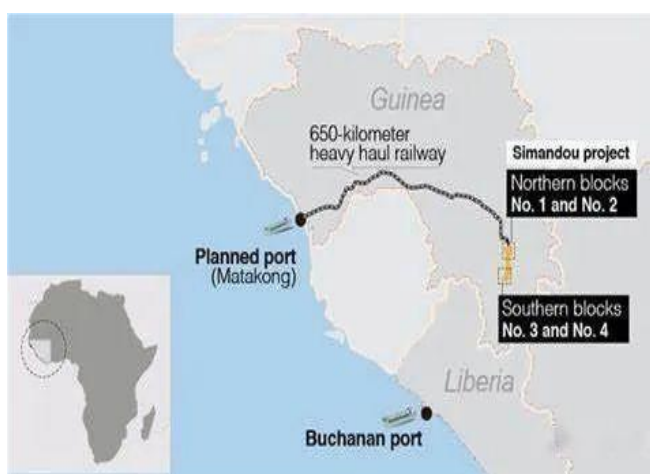 Guinea
650-kilometer
heavy haul railway
Simandou project
Northern blocks
No. 1 and No. 2
Planned port
(Matakong)
Southern blocks
No. 3 and No. 4
Liberia
Buchanan port